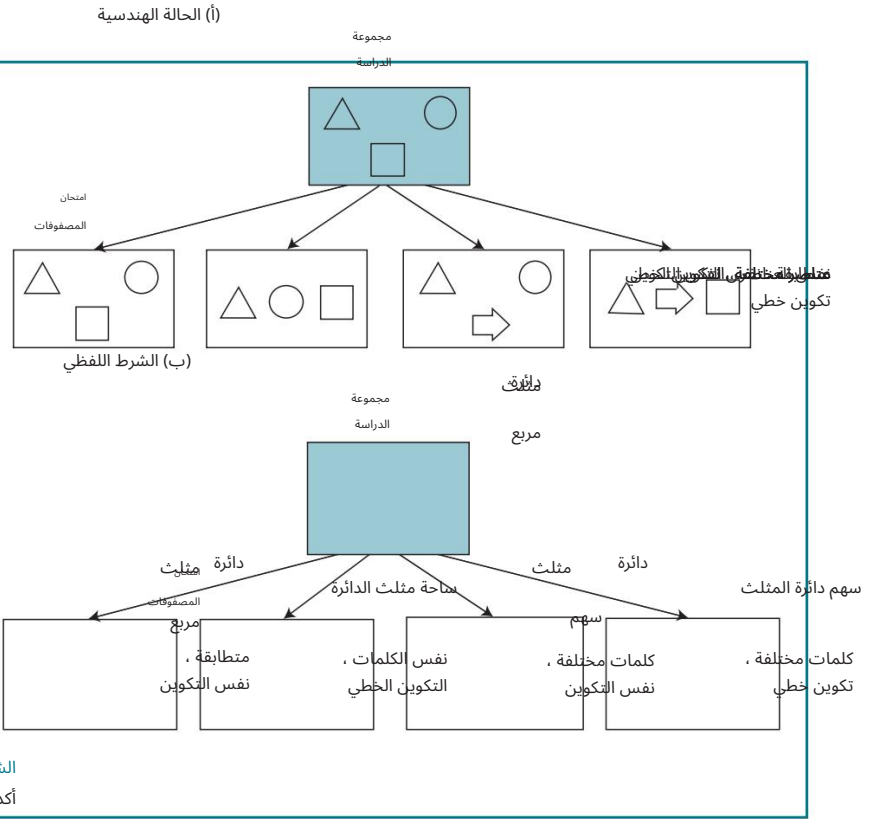 (أ) الحالة الهندسية
مجموعة
الدراسة
امتحان
المصفوفات
تكوين خطي
(ب) الشرط اللفظي
دائرة
مثلث
مربع
مجموعة
الدراسة
دائرة
مثلث
امتحان
المصفوفات
مربع
ساحة مثلث الدائرة
دائرة
مثلث
سهم
سهم دائرة المثلث
متطابقة ،
نفس التكوين
نفس الكلمات ،
التكوين الخطي
كلمات مختلفة ،
نفس التكوين
كلمات مختلفة ،
تكوين خطي